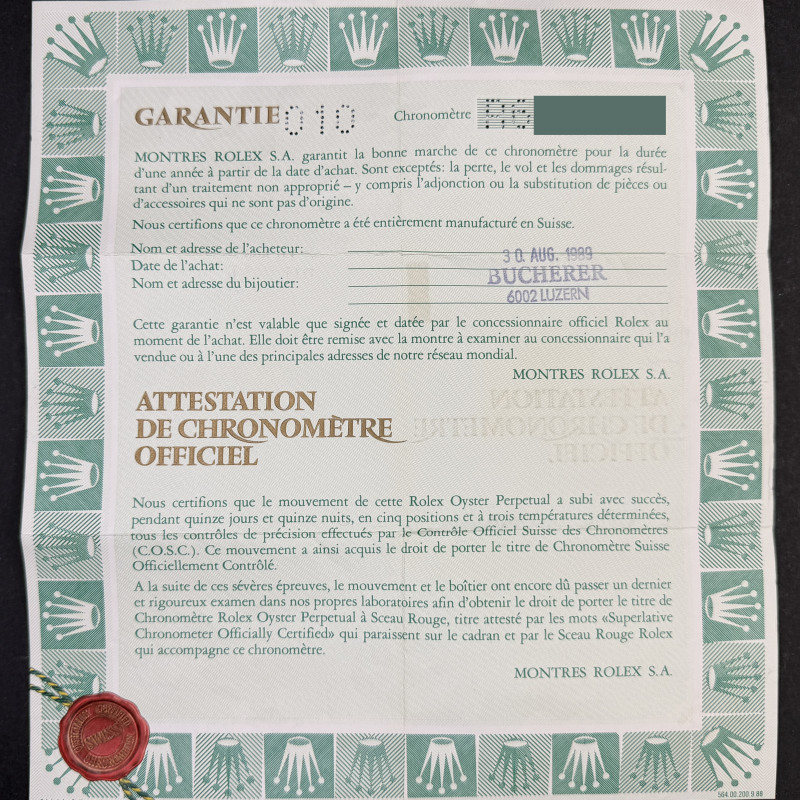 GARANTIE 010
Chronomètre
MONTRES ROLEX S.A. garantit la bonne marche de ce chronomètre pour la durée
d'une année à partir de la date d'achat. Sont exceptés: la perte, le vol et les dommages résul-
tant d'un traitement non approprié – y compris l'adjonction ou la substitution de pièces ou
d'accessoires qui ne sont pas d'origine.
Nous certifions que ce chronomètre a été entièrement manufacturé en Suisse.
Nom et adresse de l'acheteur:
Date de l'achat:
Nom et adresse du bijoutier:
30. AUG. 1989
BUCHERER
6002 LUZERN
Cette garantie n'est valable que signée et datée par le concessionnaire officiel Rolex au
moment de l'achat. Elle doit être remise avec la montre à examiner au concessionnaire qui l'a
vendue ou à l'une des principales adresses de notre réseau mondial.
MONTRES ROLEX S.A.
ATTESTATION
DE CHRONOMÈTRE
OFFICIEL
Nous certifions que le mouvement de cette Rolex Oyster Perpetual a subi avec succès,
pendant quinze jours et quinze nuits, en cinq positions et à trois températures déterminées,
tous les contrôles de précision effectués par le Contrôle Officiel Suisse des Chronomètres
(C.O.S.C.). Ce mouvement a ainsi acquis le droit de porter le titre de Chronomètre Suisse
Officiellement Contrôlé.
A la suite de ces sévères épreuves, le mouvement et le boîtier ont encore dû passer un dernier
et rigoureux examen dans nos propres laboratoires afin d'obtenir le droit de porter le titre de
Chronomètre Rolex Oyster Perpetual à Sceau Rouge, titre attesté par les mots «Superlative
Chronometer Officially Certified» qui paraissent sur le cadran et par le Sceau Rouge Rolex
qui accompagne ce chronomètre.
MONTRES ROLEX S.A.
564.00.200.9.88